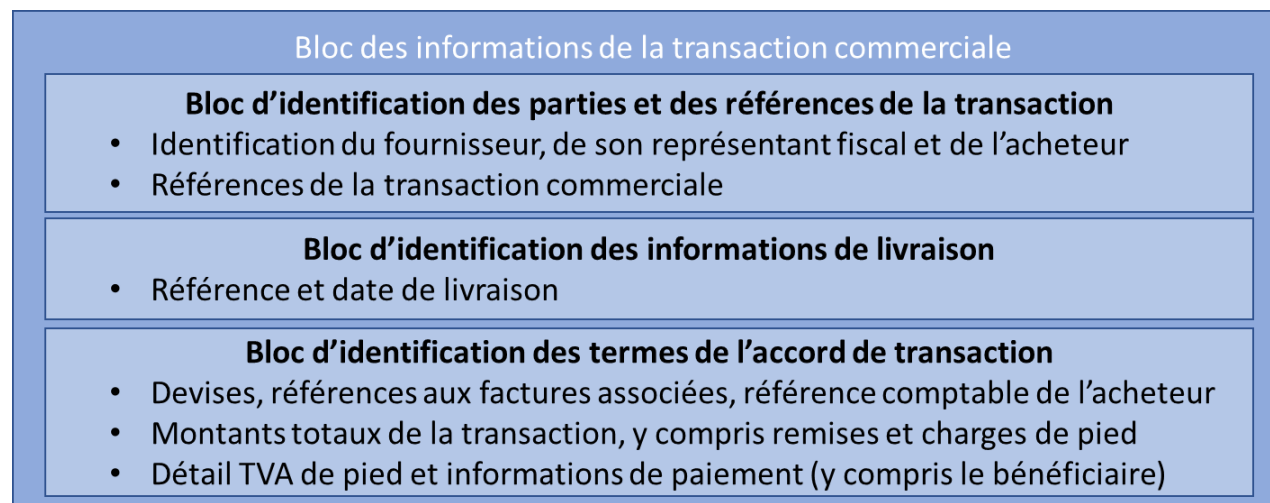 Bloc des informations de la transaction commerciale
Bloc d’identification des parties et des références de la transaction
• Identification du fournisseur, de son représentant fiscal et de l’acheteur
• Références de la transaction commerciale
Bloc d’identification des informations de livraison
• Référence et date de livraison
Bloc d’identification des termes de l’accord de transaction
• Devises, références aux factures associées, référence comptable de l’acheteur
• Montants totaux de la transaction, y compris remises et charges de pied
• Détail TVA de pied et informations de paiement (y compris le bénéficiaire)